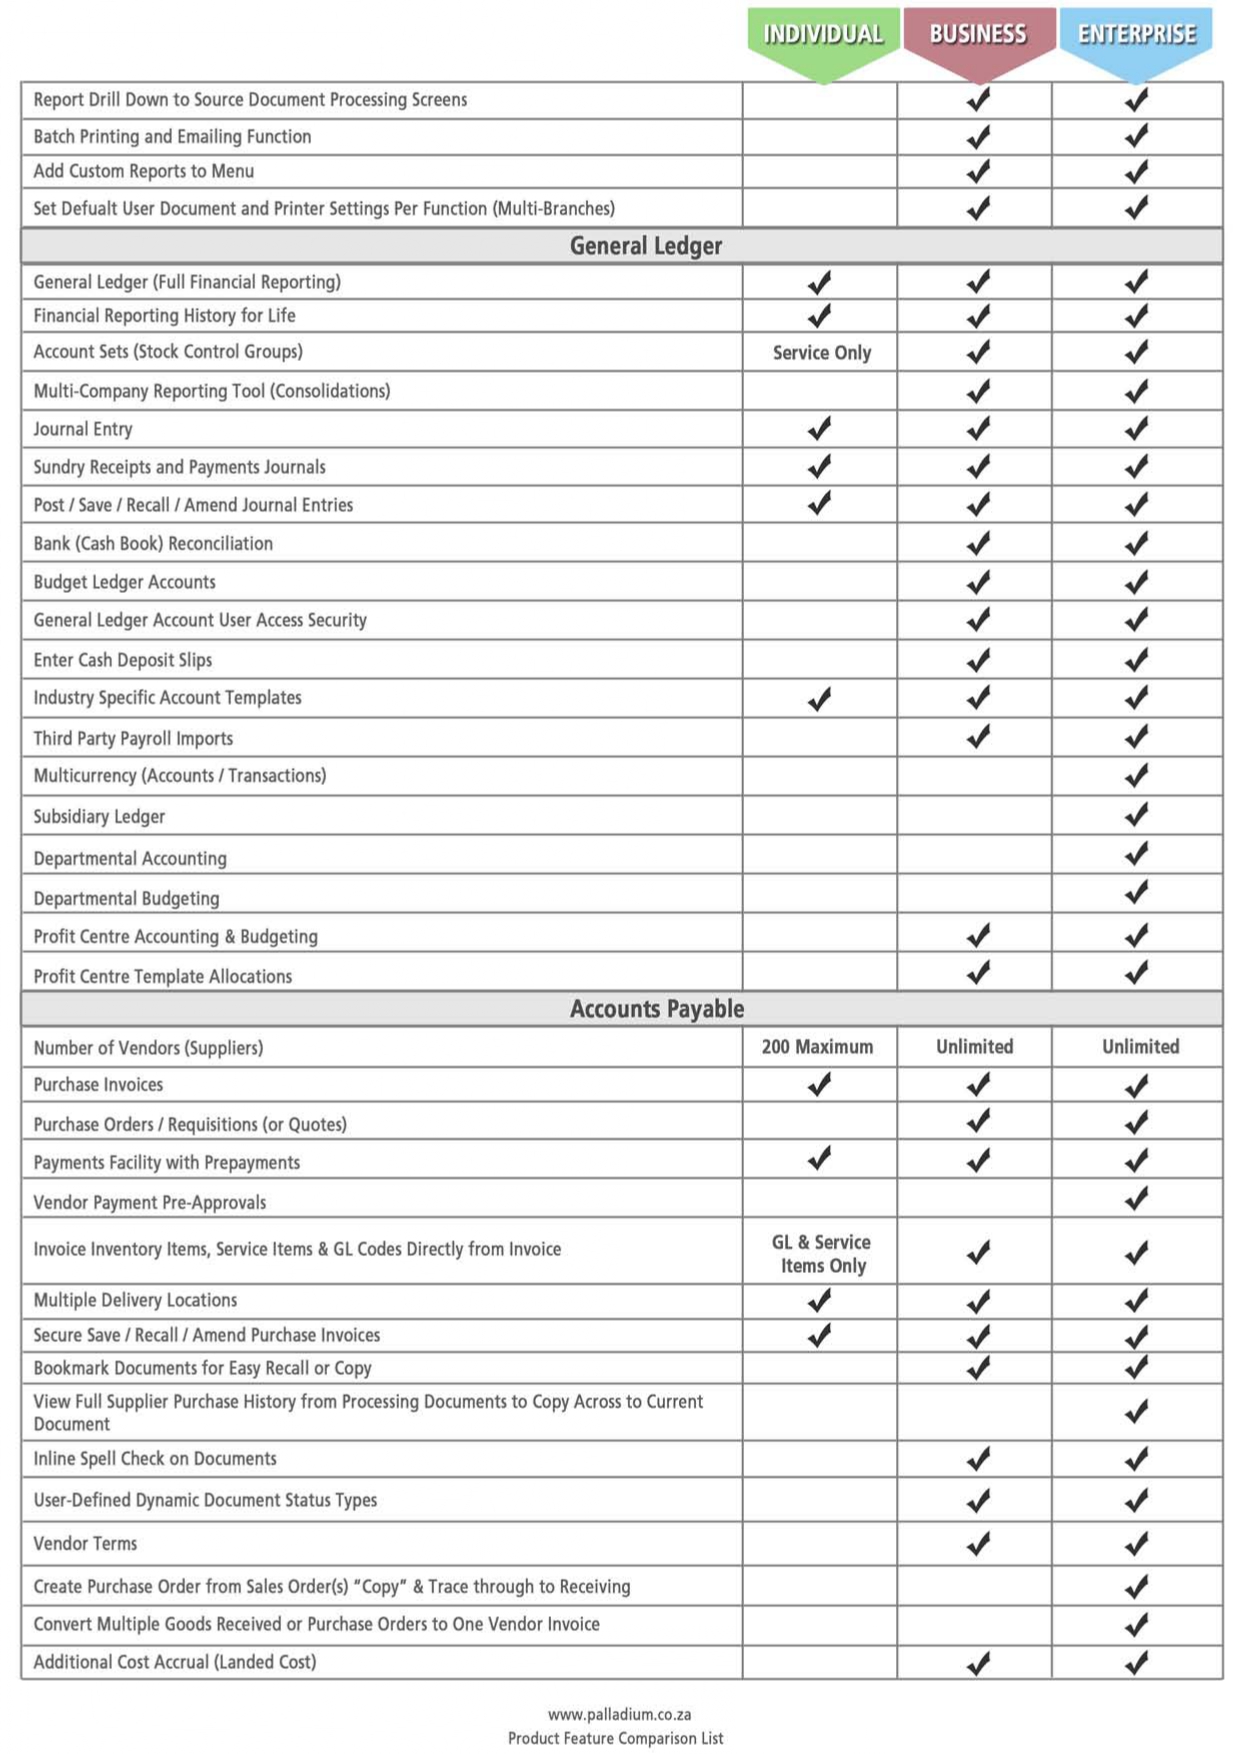 INDIVIDUAL BUSINESS ENTERPRISE
Report Drill Down to Source Document Processing Screens ✓ ✓
Batch Printing and Emailing Function ✓ ✓
Add Custom Reports to Menu ✓ ✓
Set Defualt User Document and Printer Settings Per Function (Multi-Branches) ✓ ✓
General Ledger
General Ledger (Full Financial Reporting) ✓ ✓ ✓
Financial Reporting History for Life ✓ ✓ ✓
Account Sets (Stock Control Groups) Service Only ✓ ✓
Multi-Company Reporting Tool (Consolidations) ✓ ✓
Journal Entry ✓ ✓ ✓
Sundry Receipts and Payments Journals ✓ ✓ ✓
Post / Save / Recall / Amend Journal Entries ✓ ✓ ✓
Bank (Cash Book) Reconciliation ✓ ✓
Budget Ledger Accounts ✓ ✓
General Ledger Account User Access Security ✓ ✓
Enter Cash Deposit Slips ✓ ✓
Industry Specific Account Templates ✓ ✓ ✓
Third Party Payroll Imports ✓ ✓
Multicurrency (Accounts / Transactions) ✓
Subsidiary Ledger ✓
Departmental Accounting ✓
Departmental Budgeting ✓
Profit Centre Accounting & Budgeting ✓ ✓
Profit Centre Template Allocations ✓ ✓
Accounts Payable
Number of Vendors (Suppliers) 200 Maximum Unlimited Unlimited
Purchase Invoices ✓ ✓ ✓
Purchase Orders / Requisitions (or Quotes) ✓ ✓
Payments Facility with Prepayments ✓ ✓ ✓
Vendor Payment Pre-Approvals ✓
Invoice Inventory Items, Service Items & GL Codes Directly from Invoice GL & Service
Items Only ✓ ✓
Multiple Delivery Locations ✓ ✓ ✓
Secure Save / Recall / Amend Purchase Invoices ✓ ✓ ✓
Bookmark Documents for Easy Recall or Copy ✓ ✓
View Full Supplier Purchase History from Processing Documents to Copy Across to Current
Document ✓
Inline Spell Check on Documents ✓ ✓
User-Defined Dynamic Document Status Types ✓ ✓
Vendor Terms ✓ ✓
Create Purchase Order from Sales Order(s) “Copy” & Trace through to Receiving ✓
Convert Multiple Goods Received or Purchase Orders to One Vendor Invoice ✓
Additional Cost Accrual (Landed Cost) ✓ ✓
www.palladium.co.za
Product Feature Comparison List